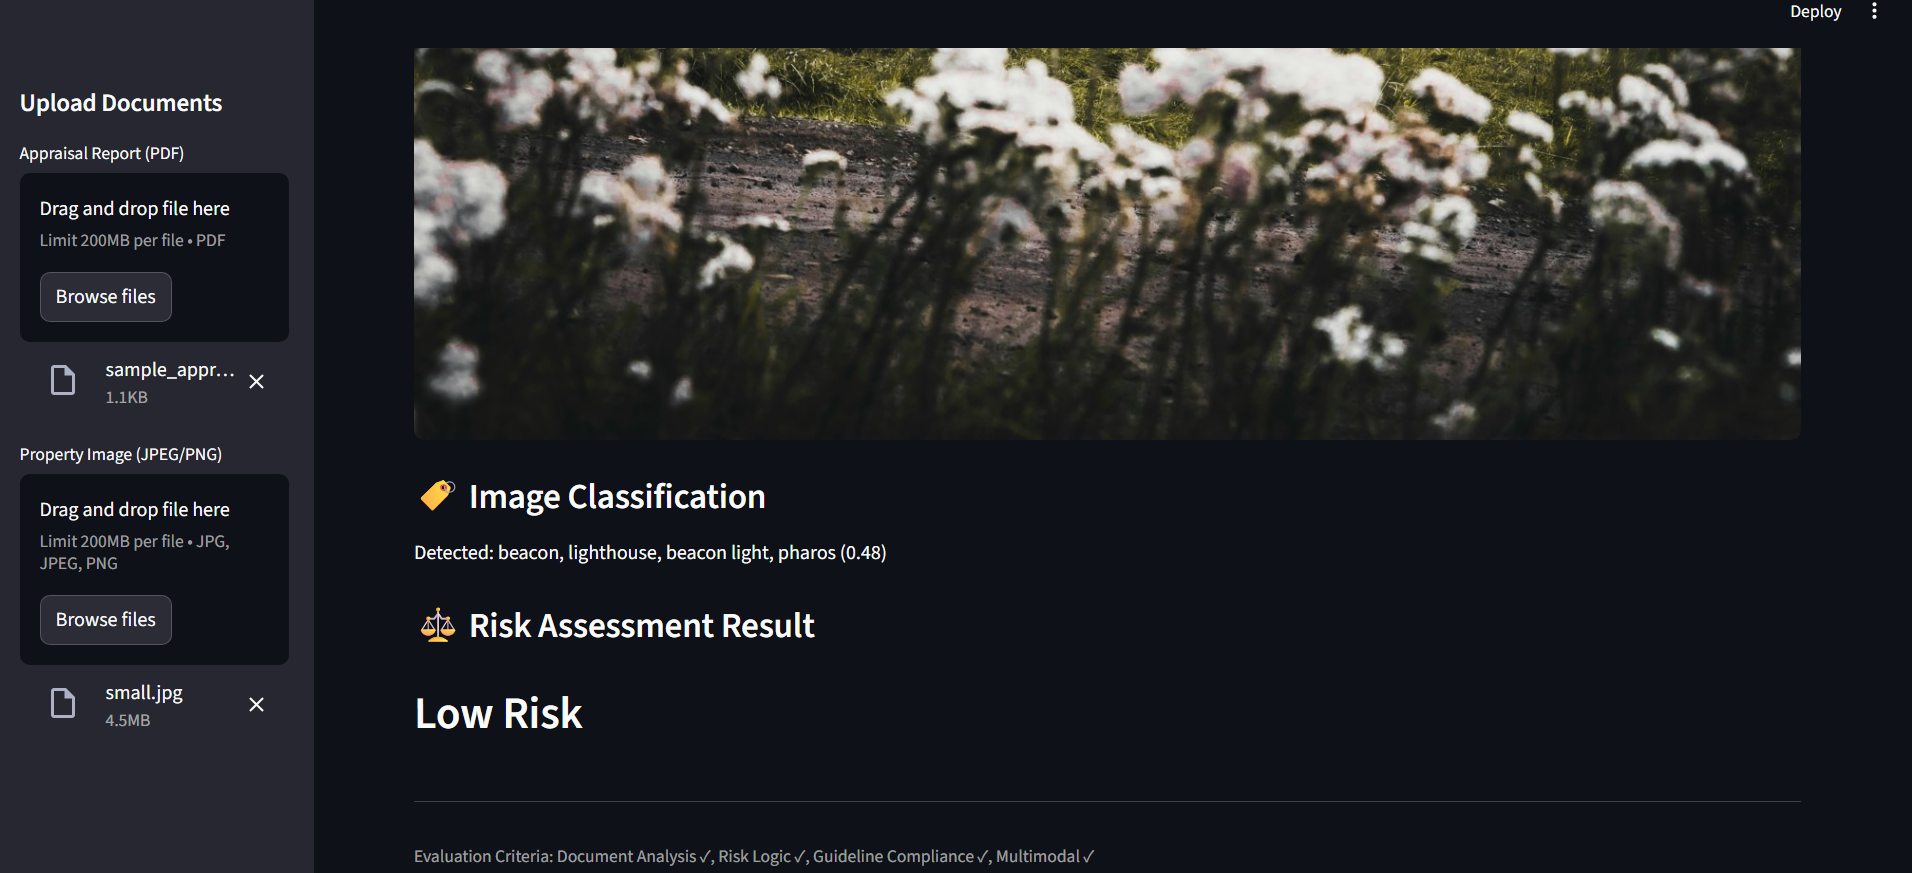 Deploy
Upload Documents
Appraisal Report (PDF)
Drag and drop file here
Limit 200MB per file • PDF
Browse files
sample_appr...
1.1KB
Property Image (JPEG/PNG)
Drag and drop file here
Limit 200MB per file • JPG,
JPEG, PNG
Browse files
small.jpg
4.5MB
Image Classification
Detected: beacon, lighthouse, beacon light, pharos (0.48)
Risk Assessment Result
Low Risk
Evaluation Criteria: Document Analysis ✓, Risk Logic ✓, Guideline Compliance ✓, Multimodal ✓